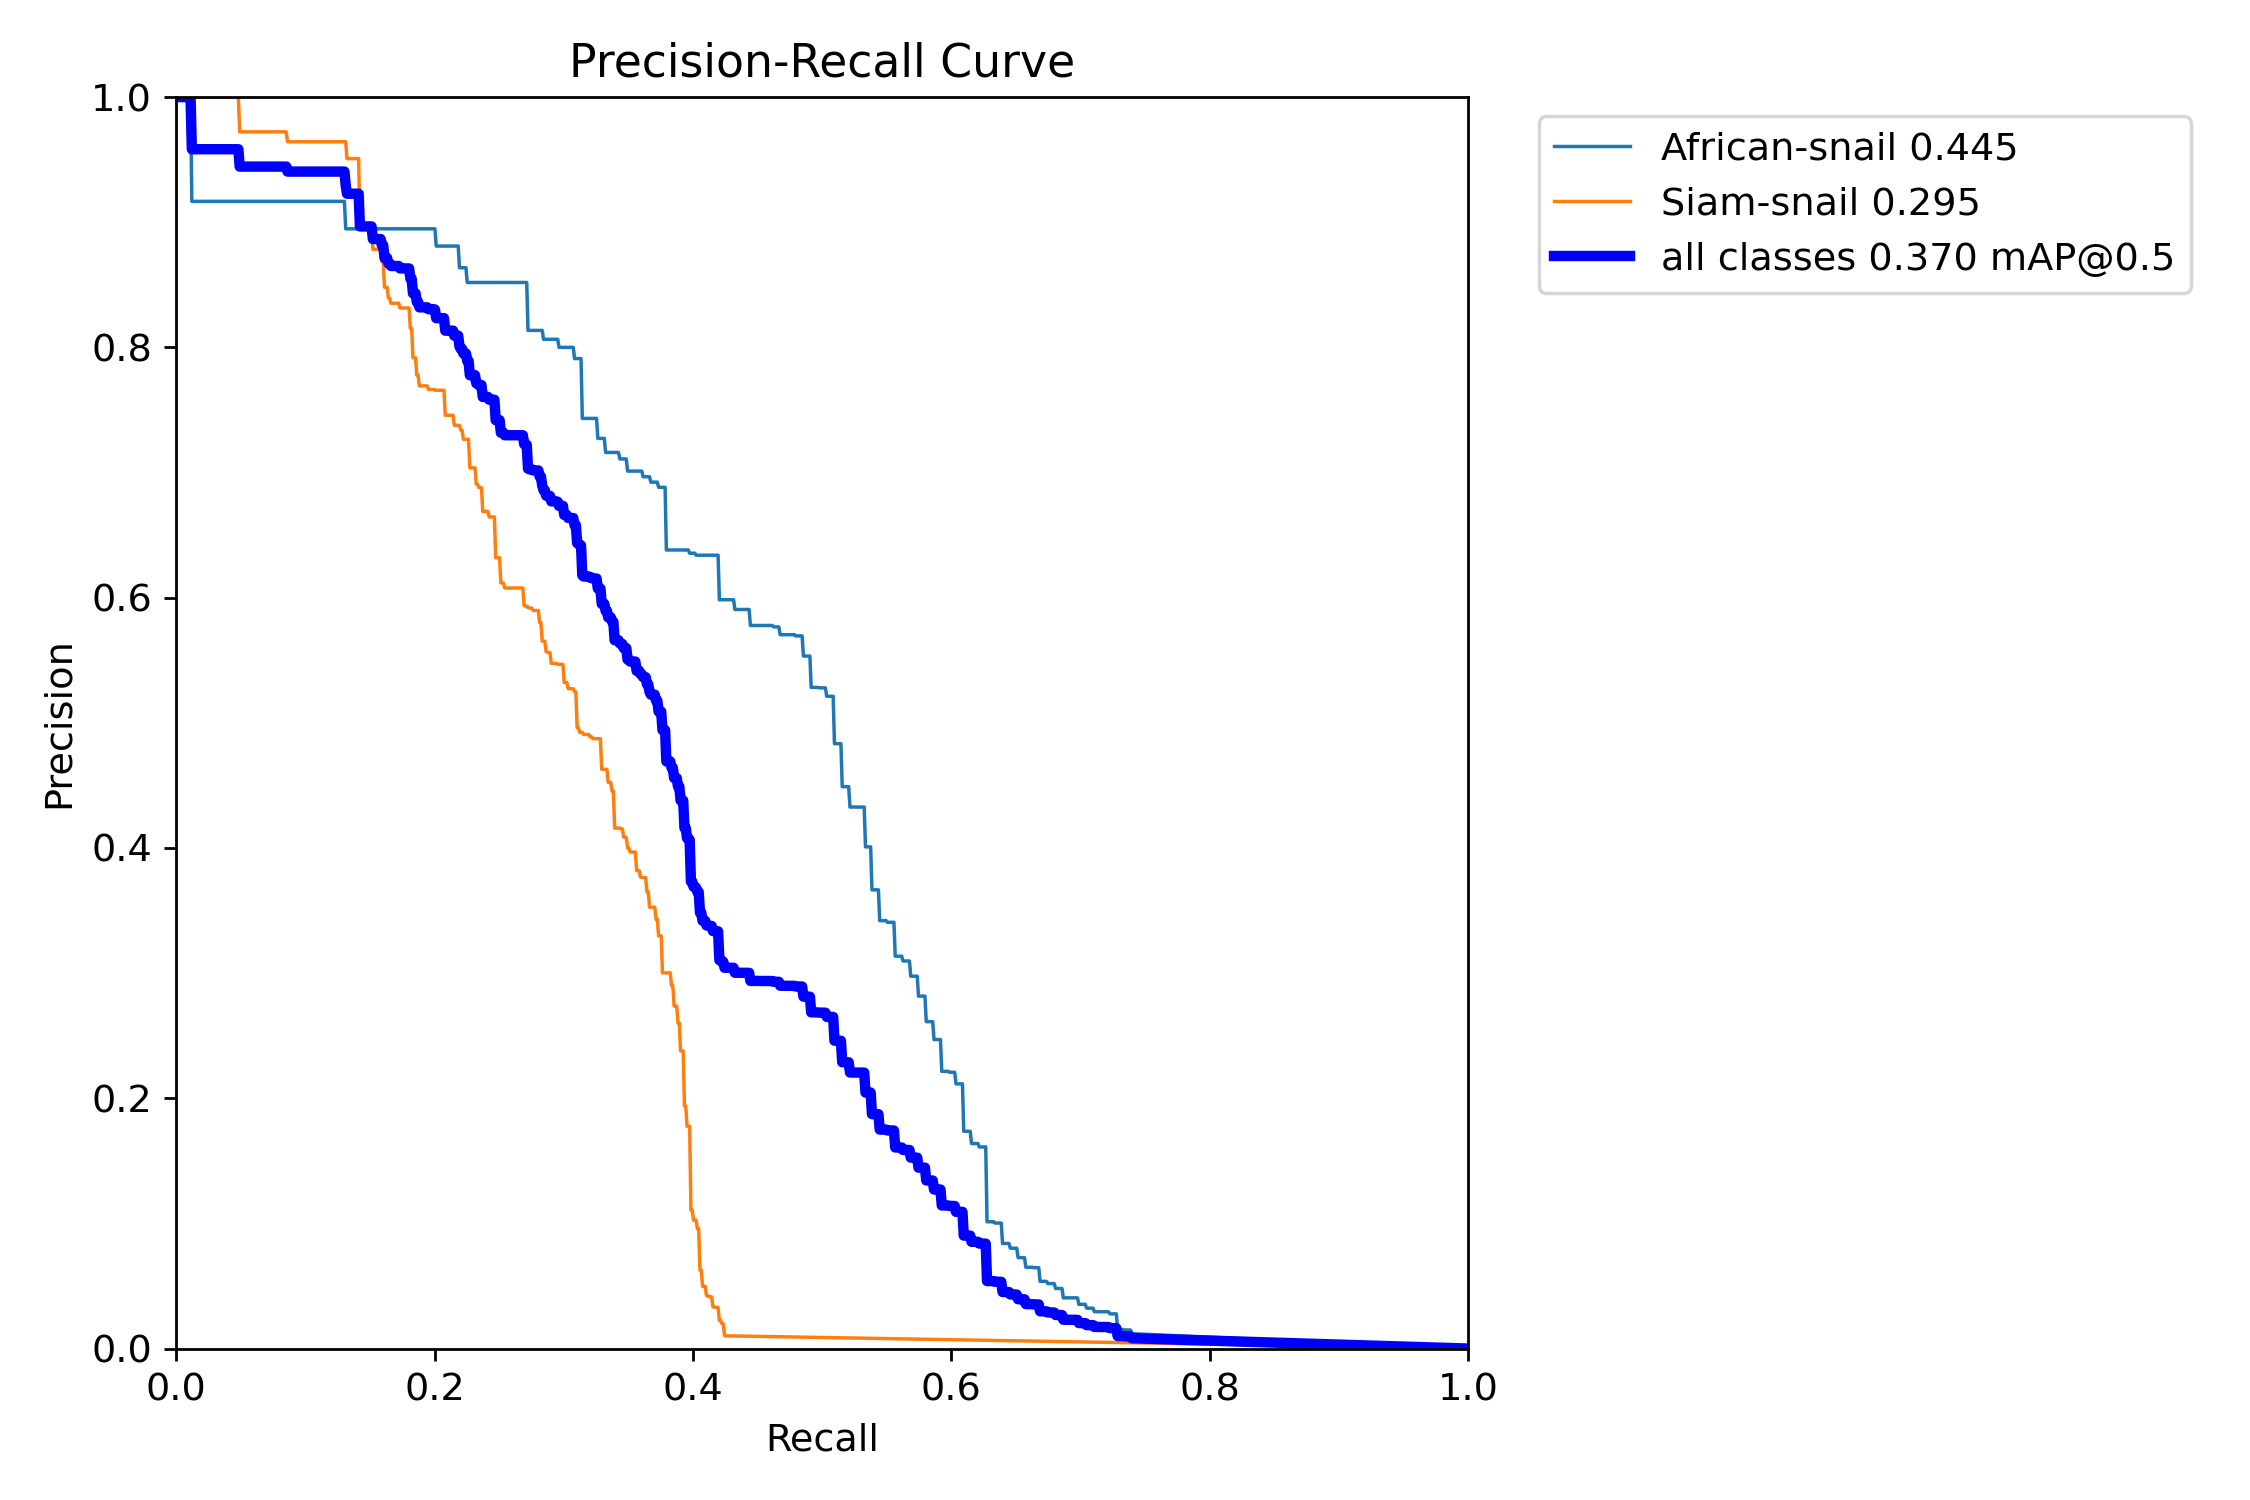 Precision-Recall Curve
1.0
0.8
0.6
0.4
0.2
0.0
Precision
0.0 0.2 0.4 0.6 0.8 1.0
Recall
African-snail 0.445
Siam-snail 0.295
all classes 0.370 mAP@0.5